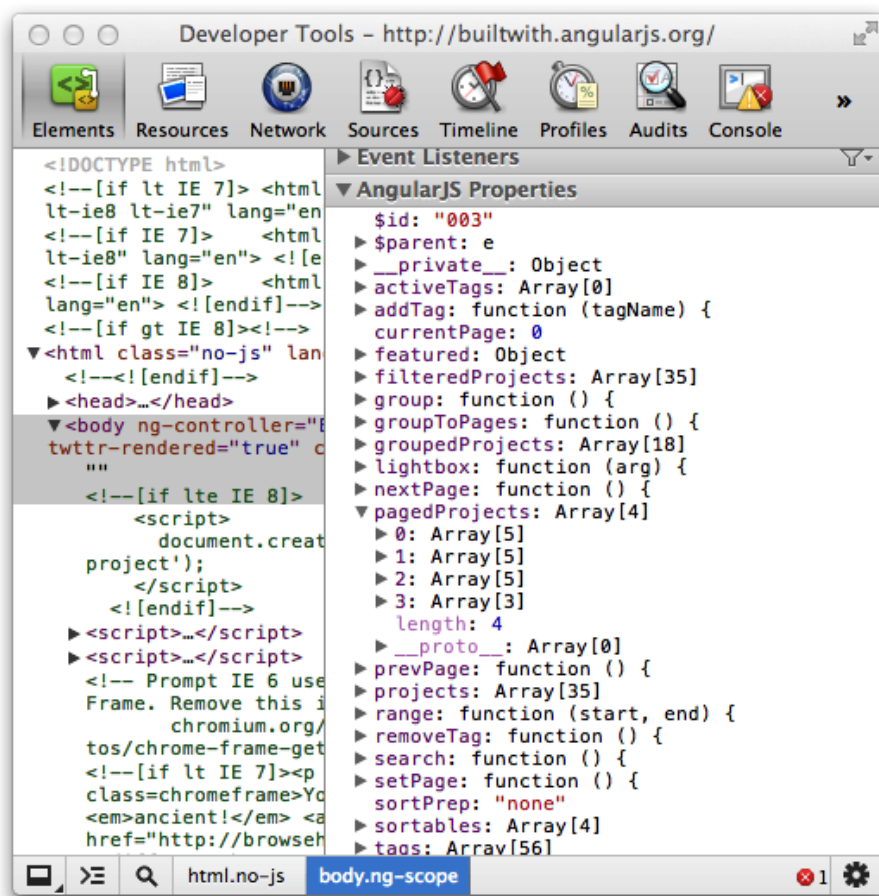 Developer Tools - http://builtwith.angularjs.org/
Elements Resources Network Sources Timeline Profiles Audits Console »
<!DOCTYPE html>
<!--[if lt IE 7]> <html
lt-ie8 lt-ie7" lang="en
<!--[if IE 7]> <html
lt-ie8" lang="en"> <![e
<!--[if IE 8]> <html
lang="en"> <![endif]-->
<!--[if gt IE 8]><!-->
▼<html class="no-js" lan
<!--<![endif]-->
▶<head>…</head>
▼<body ng-controller="
twttr-rendered="true" c
""
<!--[if lte IE 8]>
<script>
document.creat
project');
</script>
<![endif]-->
▶<script>…</script>
▶<script>…</script>
<!-- Prompt IE 6 use
Frame. Remove this i
chromium.org/
tos/chrome-frame-get
<!--[if lt IE 7]><p
class=chromeframe>Yo
<em>ancient!</em> <a
href="http://browseh
▶Event Listeners
▼AngularJS Properties
$id: "003"
▶$parent: e
▶__private__: Object
▶activeTags: Array[0]
▶addTag: function (tagName) {
currentPage: 0
▶featured: Object
▶filteredProjects: Array[35]
▶group: function () {
▶groupToPages: function () {
▶groupedProjects: Array[18]
▶lightbox: function (arg) {
▶nextPage: function () {
▼pagedProjects: Array[4]
▶0: Array[5]
▶1: Array[5]
▶2: Array[5]
▶3: Array[3]
length: 4
▶__proto__: Array[0]
▶prevPage: function () {
▶projects: Array[35]
▶range: function (start, end) {
▶removeTag: function () {
▶search: function () {
▶setPage: function () {
sortPrep: "none"
▶sortables: Array[4]
▶tags: Array[56]
html.no-js body.ng-scope 1